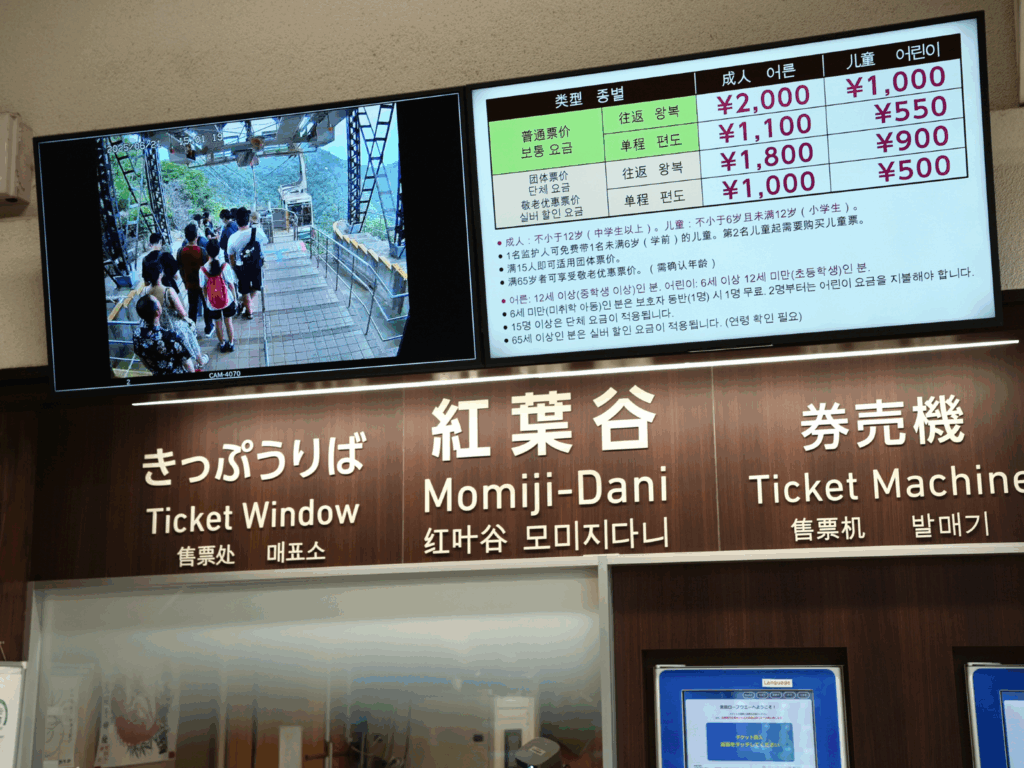 2025/06/21
CAM-4070
类型 종별
成人 어른
儿童 어린이
普通票价
보통 요금
往返 왕복
¥2,000
¥1,000
单程 편도
¥1,100
¥550
团体票价
단체 요금
敬老优惠票价
실버 할인 요금
往返 왕복
¥1,800
¥900
单程 편도
¥1,000
¥500
● 成人：不小于12岁（中学生以上）。儿童：不小于6岁且未满12岁（小学生）。
● 1名监护人可免费带1名未满6岁（学前）的儿童。第2名儿童起需要购买儿童票。
● 满15人即可适用团体票价。
● 满65岁者可享受敬老优惠票价。（需确认年龄）
● 어른: 12세 이상(중학생 이상)인 분. 어린이: 6세 이상 12세 미만(초등학생)인 분.
● 6세 미만(미취학 아동)인 분은 보호자 동반(1명) 시 1명 무료. 2명부터는 어린이 요금을 지불해야 합니다.
● 15명 이상은 단체 요금이 적용됩니다.
● 65세 이상인 분은 실버 할인 요금이 적용됩니다. (연령 확인 필요)
きっぷうりば
Ticket Window
售票处 매표소
紅葉谷
Momiji-Dani
红叶谷 모미지다니
券売機
Ticket Machine
售票机 발매기
Language